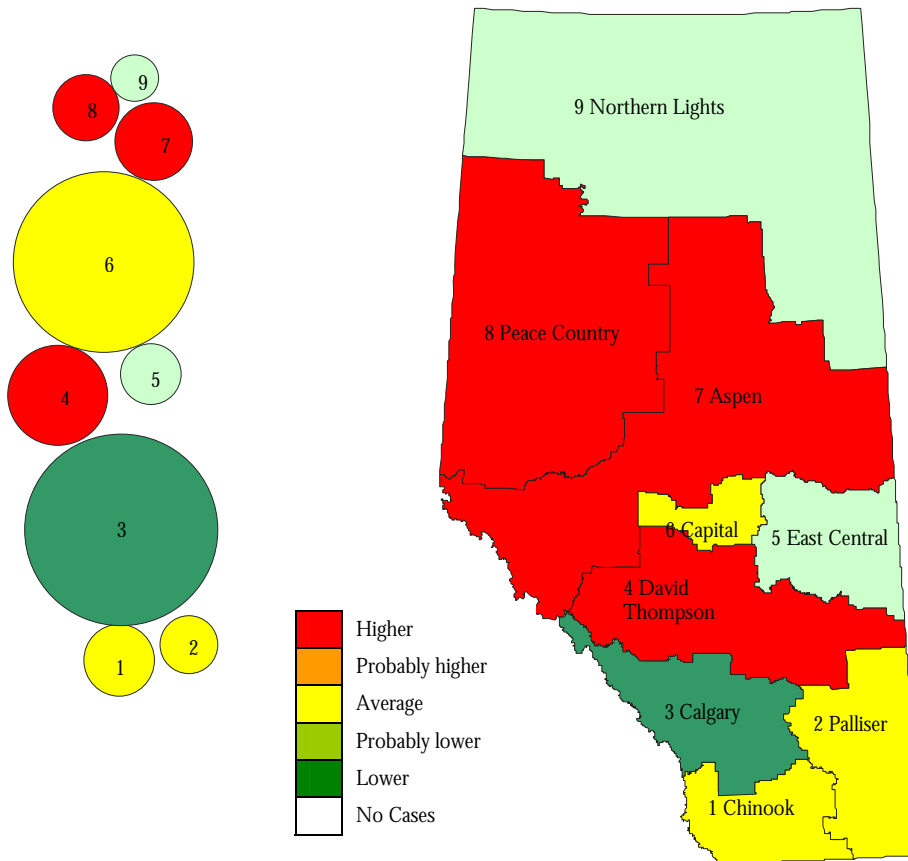 9
8
7
6
5
4
3
2
1
Higher
Probably higher
Average
Probably lower
Lower
No Cases
9 Northern Lights
8 Peace Country
7 Aspen
6 Capital
5 East Central
4 David
Thompson
3 Calgary
2 Palliser
1 Chinook